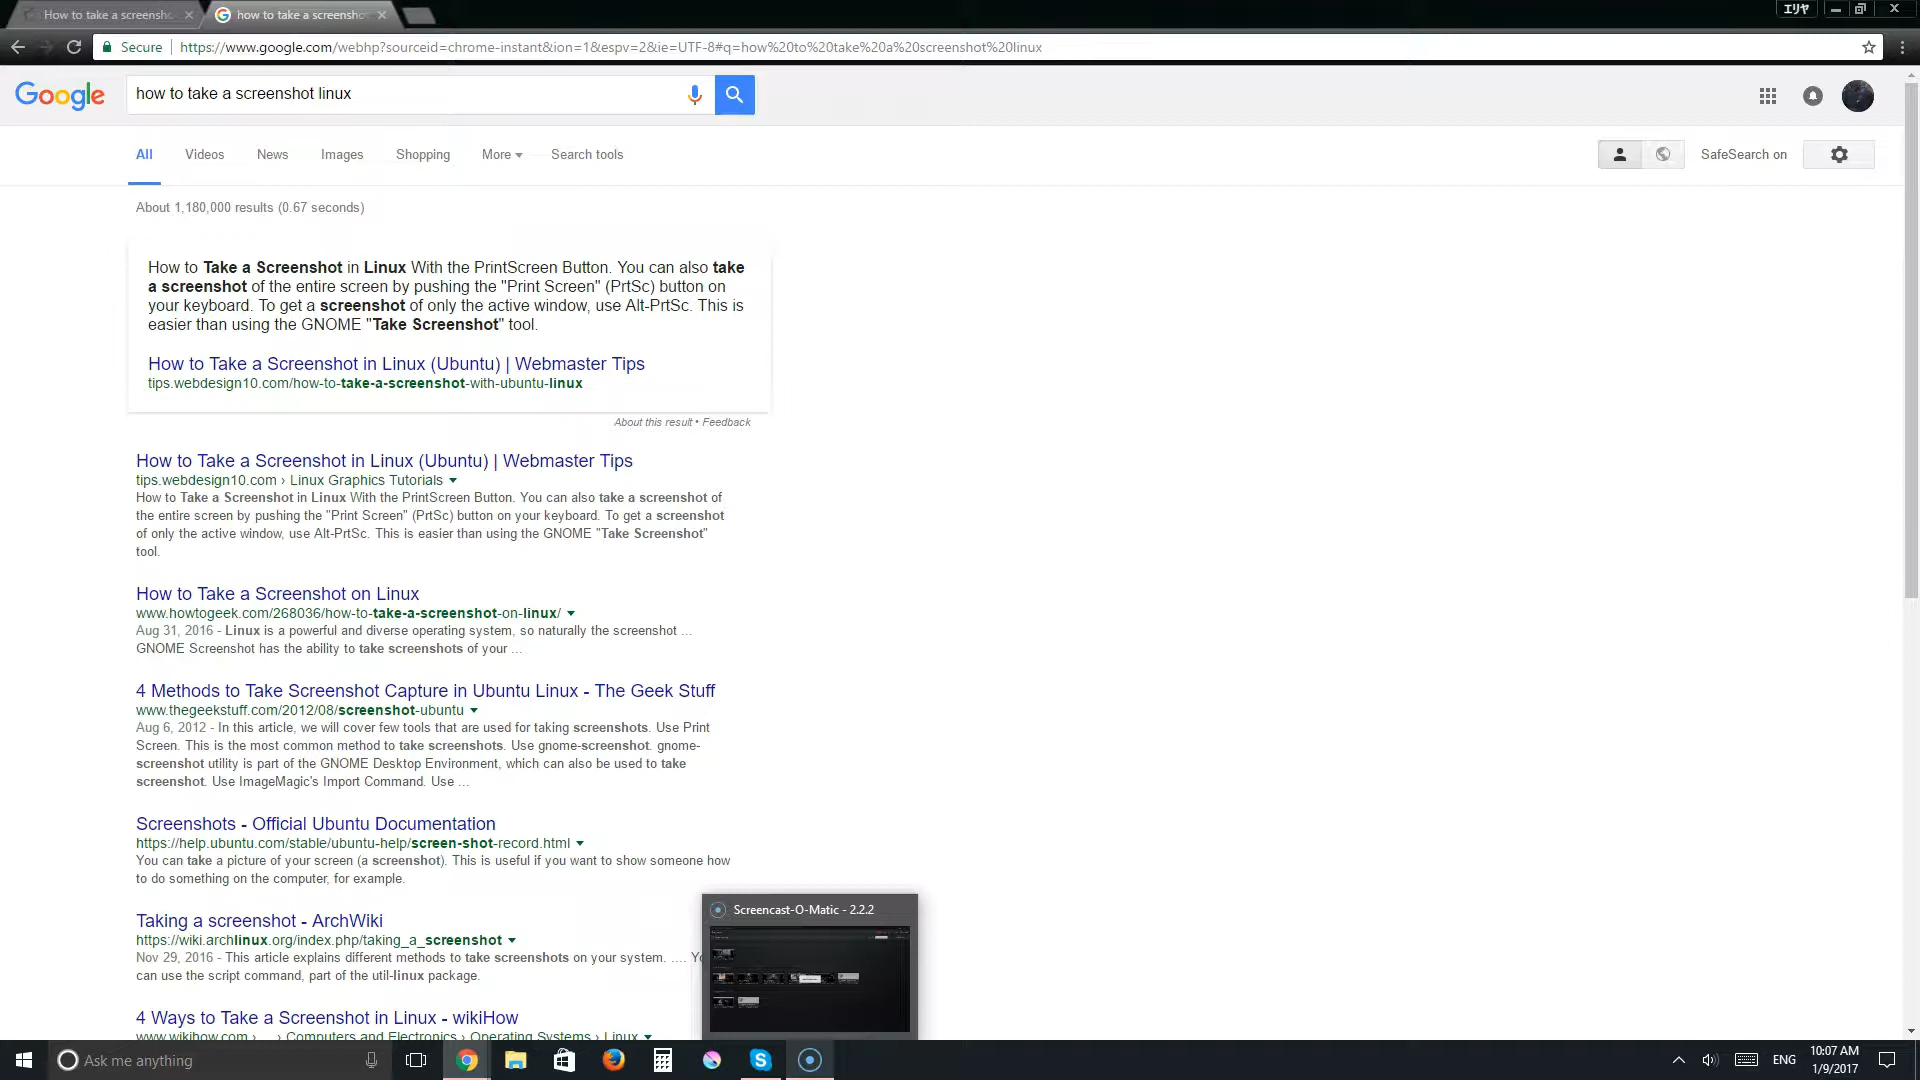 How to take a screensh
how to take a screensho
エリヤ
Secure
https://www.google.com/webhp?sourceid=chrome-instant&ion=1&espv=2&ie=UTF-8#q=how%20to%20take%20a%20screenshot%20linux
Google
how to take a screenshot linux
All Videos News Images Shopping More Search tools
SafeSearch on
About 1,180,000 results (0.67 seconds)
How to Take a Screenshot in Linux With the PrintScreen Button. You can also take
a screenshot of the entire screen by pushing the "Print Screen" (PrtSc) button on
your keyboard. To get a screenshot of only the active window, use Alt-PrtSc. This is
easier than using the GNOME "Take Screenshot" tool.
How to Take a Screenshot in Linux (Ubuntu) | Webmaster Tips
tips.webdesign10.com/how-to-take-a-screenshot-with-ubuntu-linux
About this result • Feedback
How to Take a Screenshot in Linux (Ubuntu) | Webmaster Tips
tips.webdesign10.com › Linux Graphics Tutorials
How to Take a Screenshot in Linux With the PrintScreen Button. You can also take a screenshot of
the entire screen by pushing the "Print Screen" (PrtSc) button on your keyboard. To get a screenshot
of only the active window, use Alt-PrtSc. This is easier than using the GNOME "Take Screenshot"
tool.
How to Take a Screenshot on Linux
www.howtogeek.com/268036/how-to-take-a-screenshot-on-linux/
Aug 31, 2016 - Linux is a powerful and diverse operating system, so naturally the screenshot ...
GNOME Screenshot has the ability to take screenshots of your ...
4 Methods to Take Screenshot Capture in Ubuntu Linux - The Geek Stuff
www.thegeekstuff.com/2012/08/screenshot-ubuntu
Aug 6, 2012 - In this article, we will cover few tools that are used for taking screenshots. Use Print
Screen. This is the most common method to take screenshots. Use gnome-screenshot. gnome-
screenshot utility is part of the GNOME Desktop Environment, which can also be used to take
screenshot. Use ImageMagic's Import Command. Use ...
Screenshots - Official Ubuntu Documentation
https://help.ubuntu.com/stable/ubuntu-help/screen-shot-record.html
You can take a picture of your screen (a screenshot). This is useful if you want to show someone how
to do something on the computer, for example.
Taking a screenshot - ArchWiki
https://wiki.archlinux.org/index.php/taking_a_screenshot
Nov 29, 2016 - This article explains different methods to take screenshots on your system. .... Yo
can use the script command, part of the util-linux package.
4 Ways to Take a Screenshot in Linux - wikiHow
www.wikihow.com › ... › Computers and Electronics › Operating Systems › Linux
Screencast-O-Matic - 2.2.2
Ask me anything
ENG
10:07 AM
1/9/2017